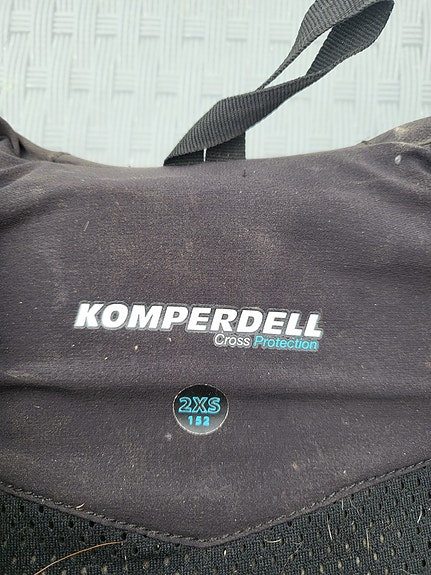 KOMPERDELL
Cross Protection
2XS
152